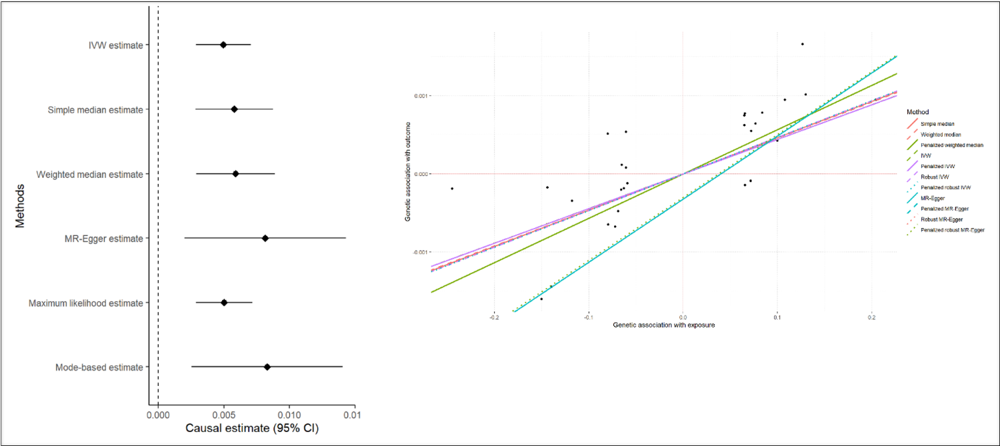 Methods
IVW estimate
Simple median estimate
Weighted median estimate
MR-Egger estimate
Maximum likelihood estimate
Mode-based estimate
0.000 0.005 0.010 0.01
Causal estimate (95% CI)
Genetic association with outcome
0.001
0.000
-0.001
-0.2 -0.1 0.0 0.1 0.2
Genetic association with exposure
Method
Simple median
Weighted median
Penalized weighted median
IVW
Penalized IVW
Robust IVW
Penalized robust IVW
MR-Egger
Penalized MR-Egger
Robust MR-Egger
Penalized robust MR-Egger